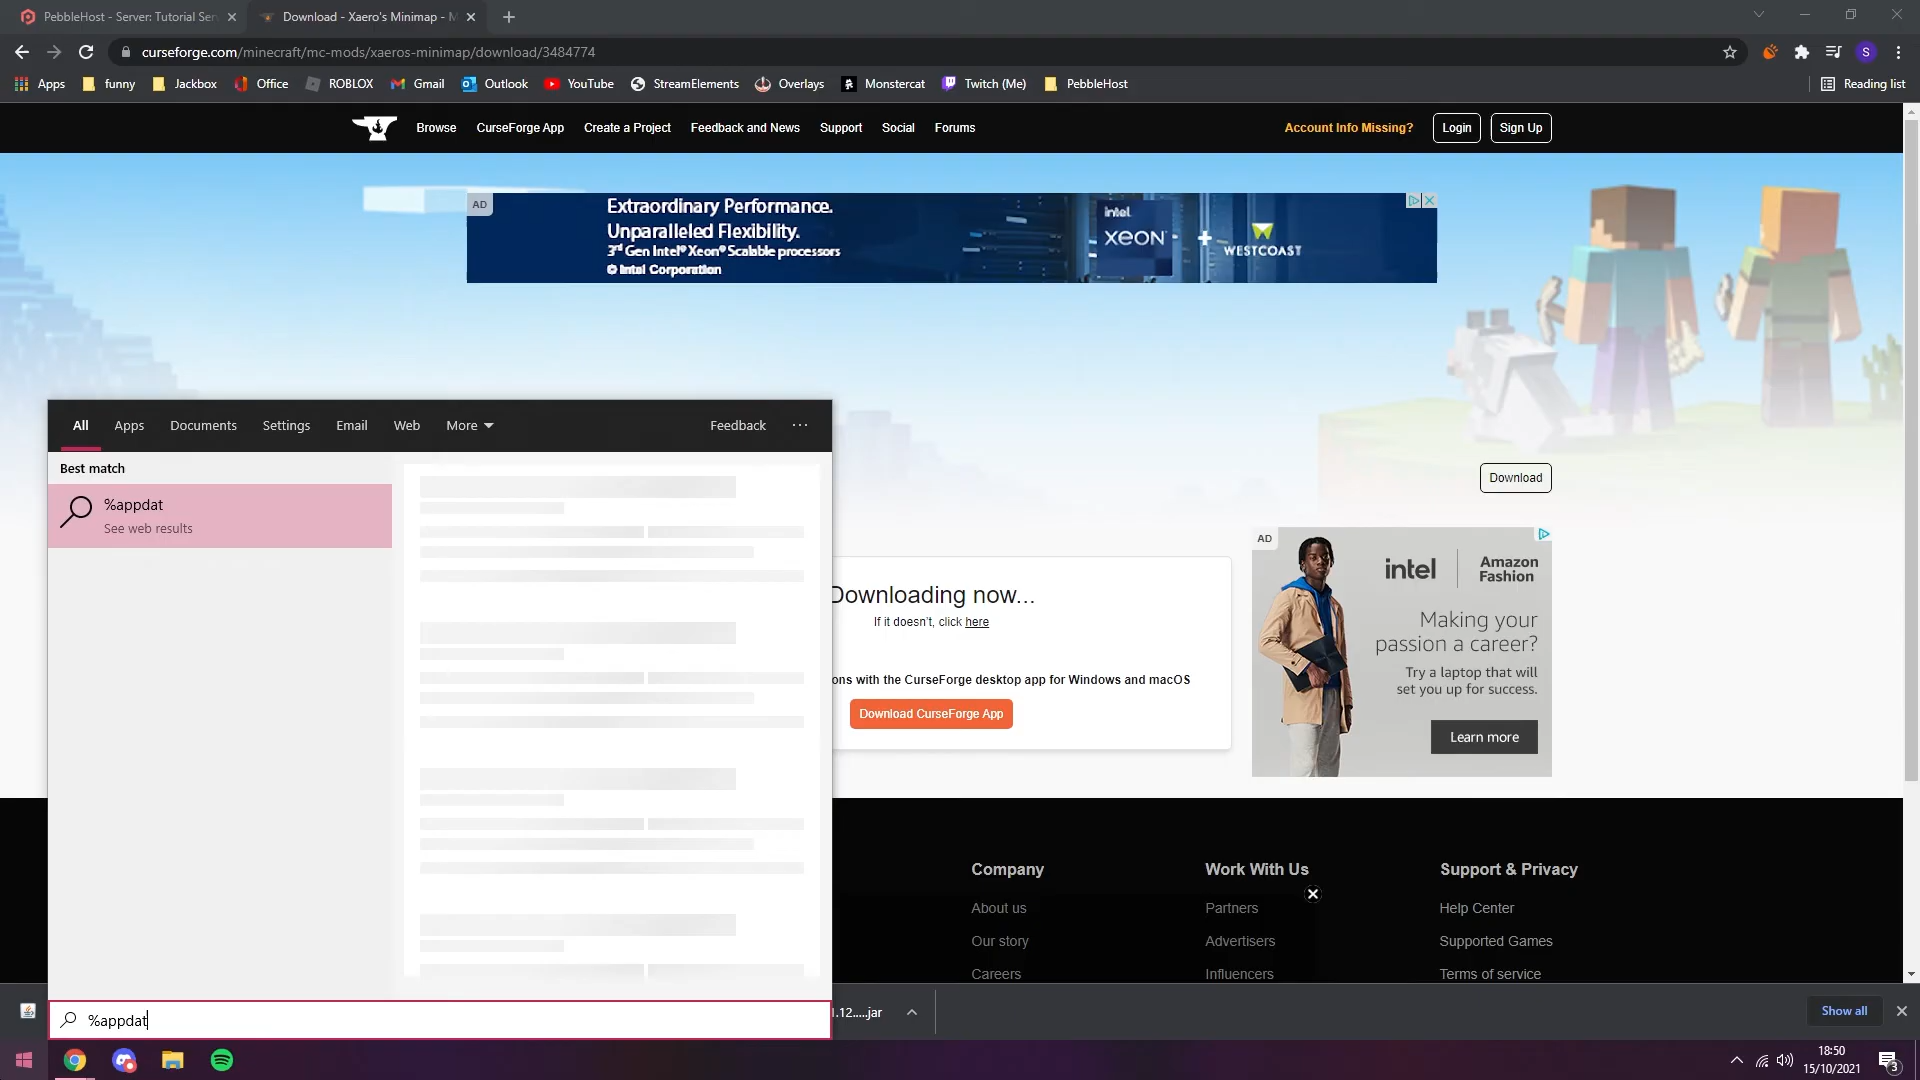 PebbleHost - Server: Tutorial Ser
Download - Xaero's Minimap - M
curseforge.com/minecraft/mc-mods/xaeros-minimap/download/3484774
S
Apps
funny
Jackbox
Office
ROBLOX
Gmail
Outlook
YouTube
StreamElements
Overlays
Monstercat
Twitch (Me)
PebbleHost
Reading list
Browse
CurseForge App
Create a Project
Feedback and News
Support
Social
Forums
Account Info Missing?
Login
Sign Up
AD
Extraordinary Performance.
Unparalleled Flexibility.
3rd Gen Intel® Xeon® Scalable processors
© Intel Corporation
intel.
XEON
+
WESTCOAST
All
Apps
Documents
Settings
Email
Web
More
Feedback
...
Best match
%appdat
See web results
Download
Downloading now...
If it doesn't, click here
ons with the CurseForge desktop app for Windows and macOS
Download CurseForge App
AD
intel
Amazon
Fashion
Making your
passion a career?
Try a laptop that will
set you up for success.
Learn more
Company
Work With Us
Support & Privacy
About us
Partners
Help Center
Our story
Advertisers
Supported Games
Careers
Influencers
Terms of service
%appdat
1.12.....jar
Show all
18:50
15/10/2021
3